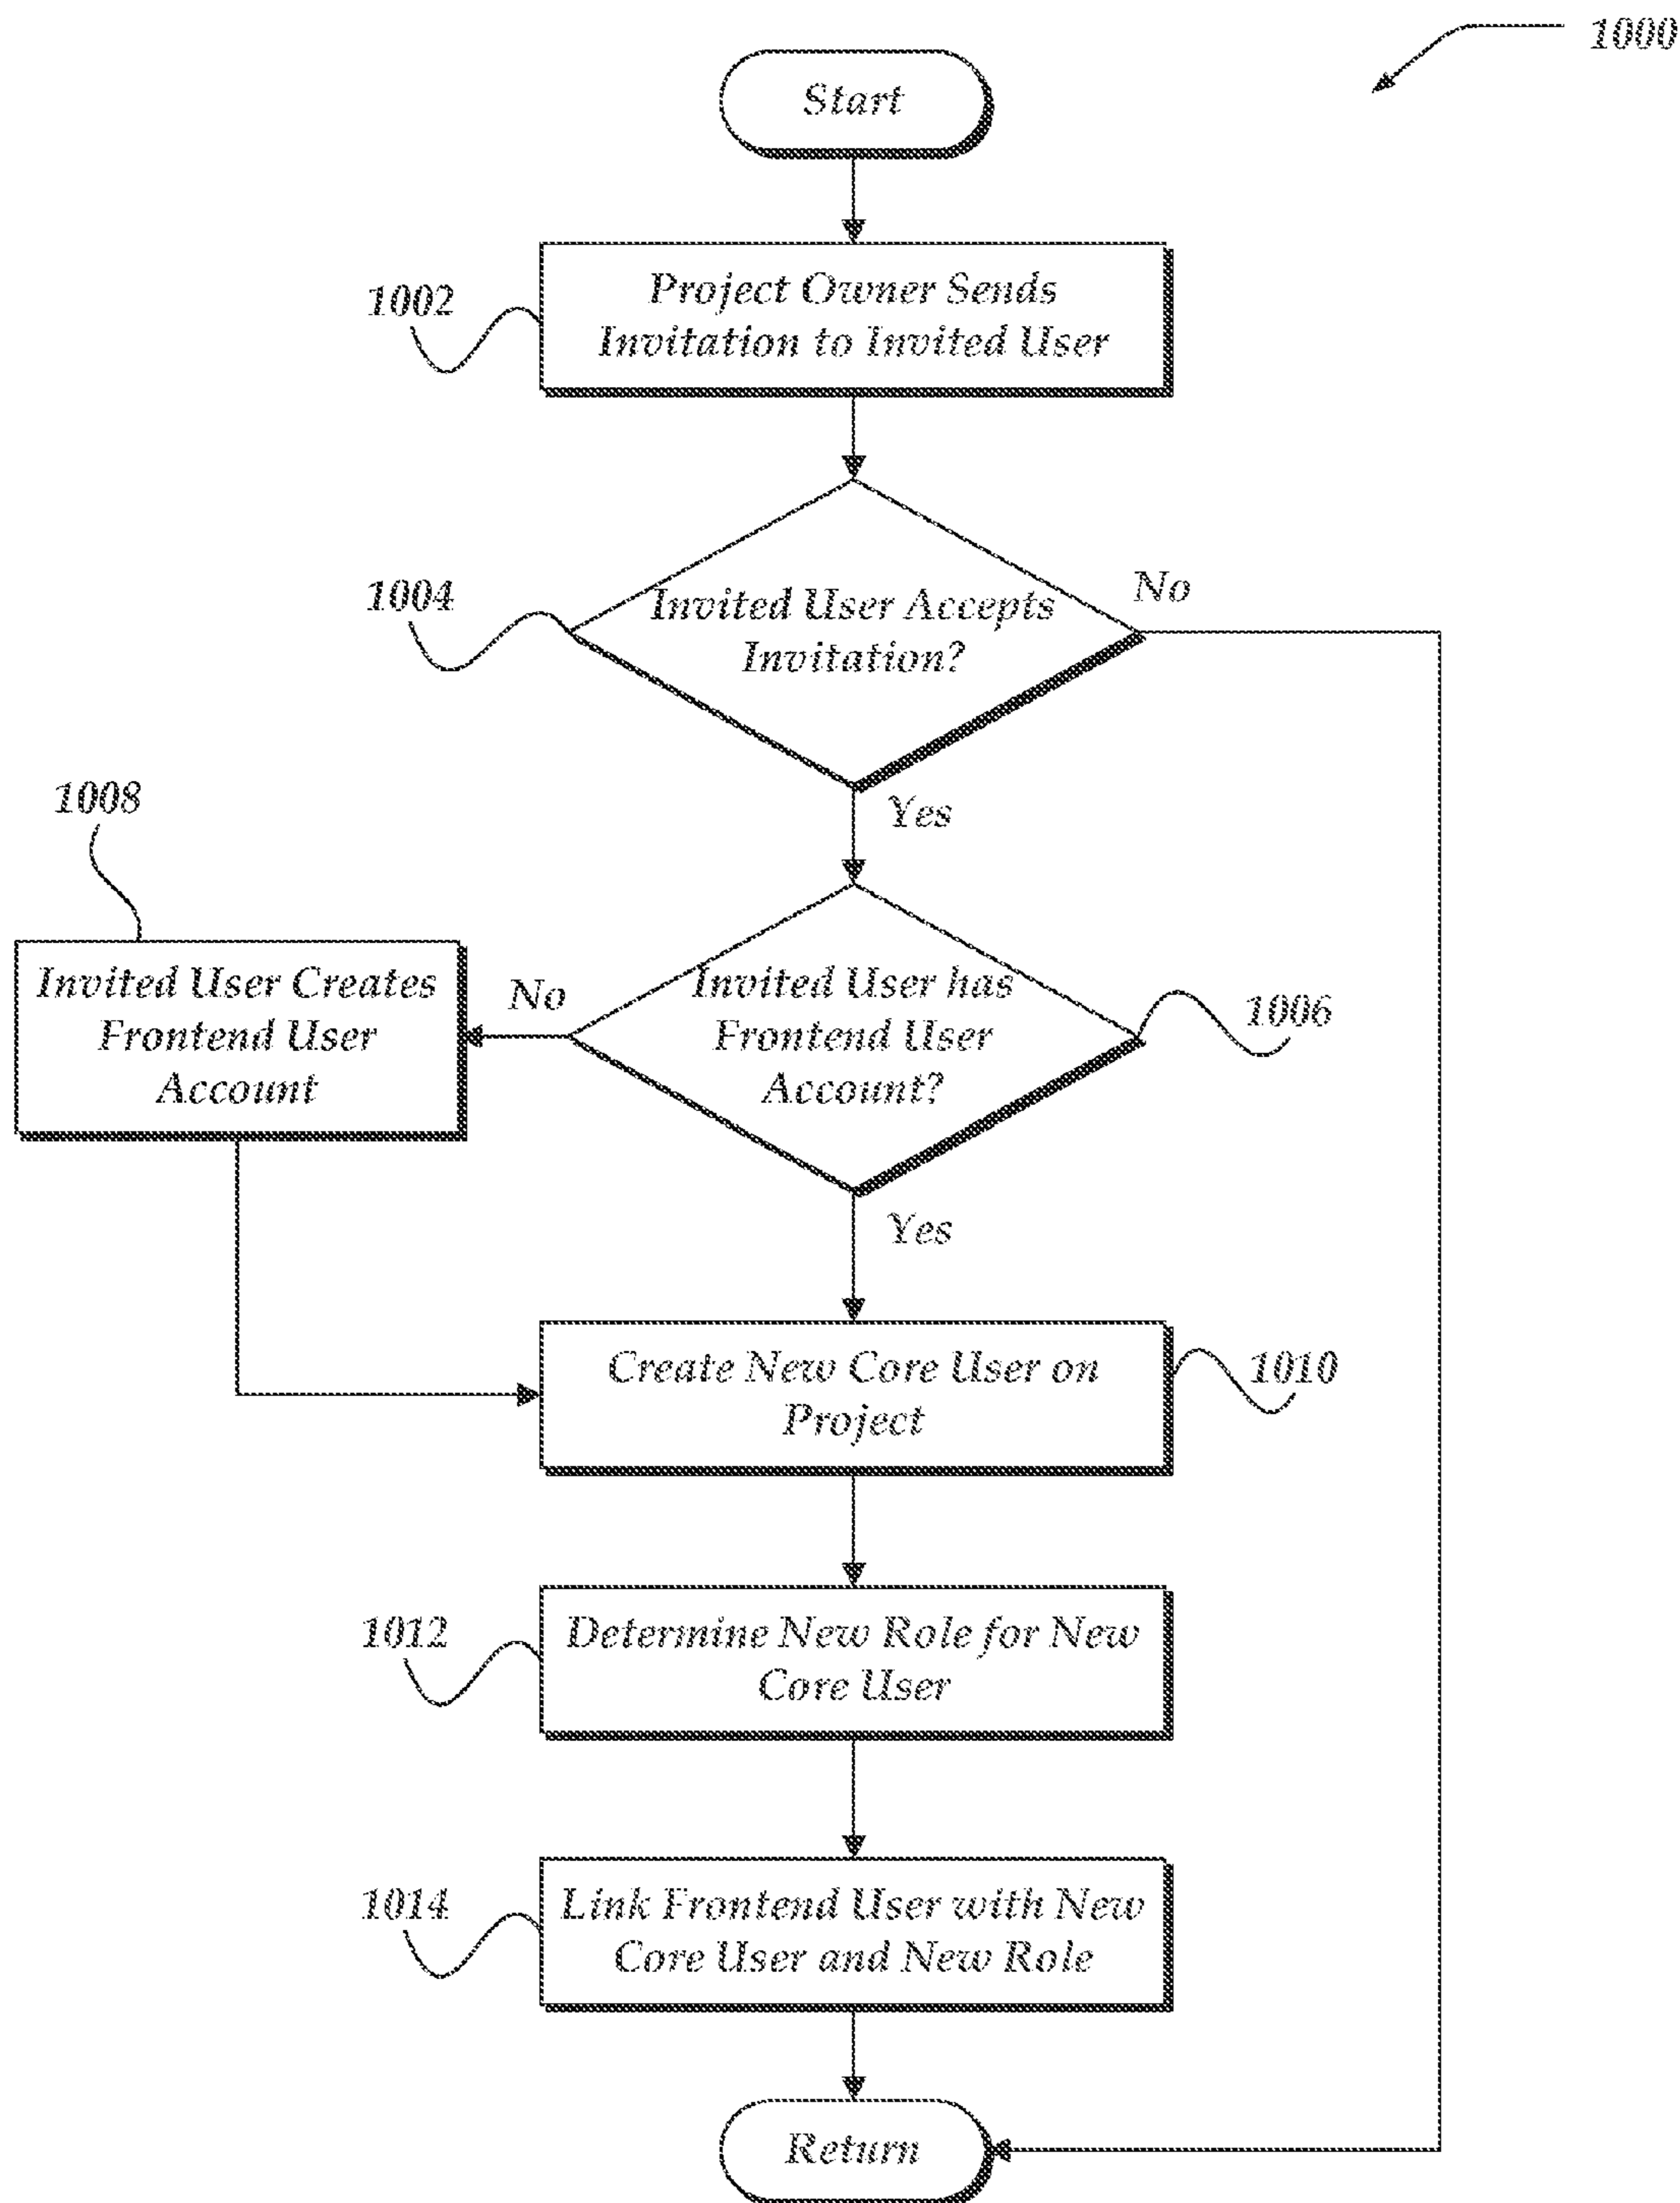 1000
Start
1002
Project Owner Sends
Invitation to Invited User
1004
Invited User Accepts
Invitation?
No
Yes
1008
Invited User Creates
Frontend User
Account
No
Invited User has
Frontend User
Account?
1006
Yes
Create New Core User on
Project
1010
1012
Determine New Role for New
Core User
1014
Link Frontend User with New
Core User and New Role
Return